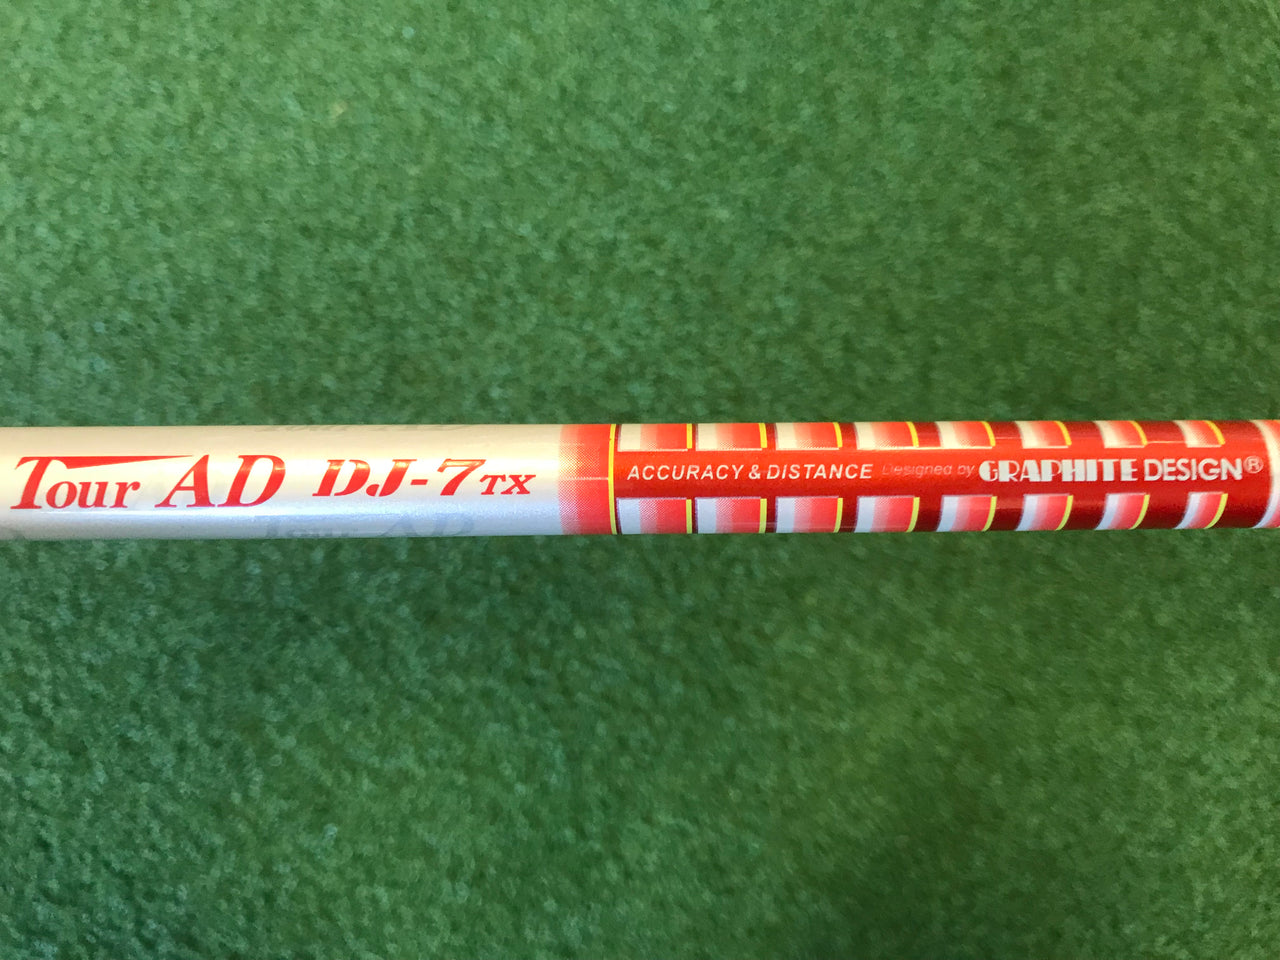 Tour AD DJ-7 TX ACCURACY & DISTANCE Designed by GRAPHITE DESIGN®